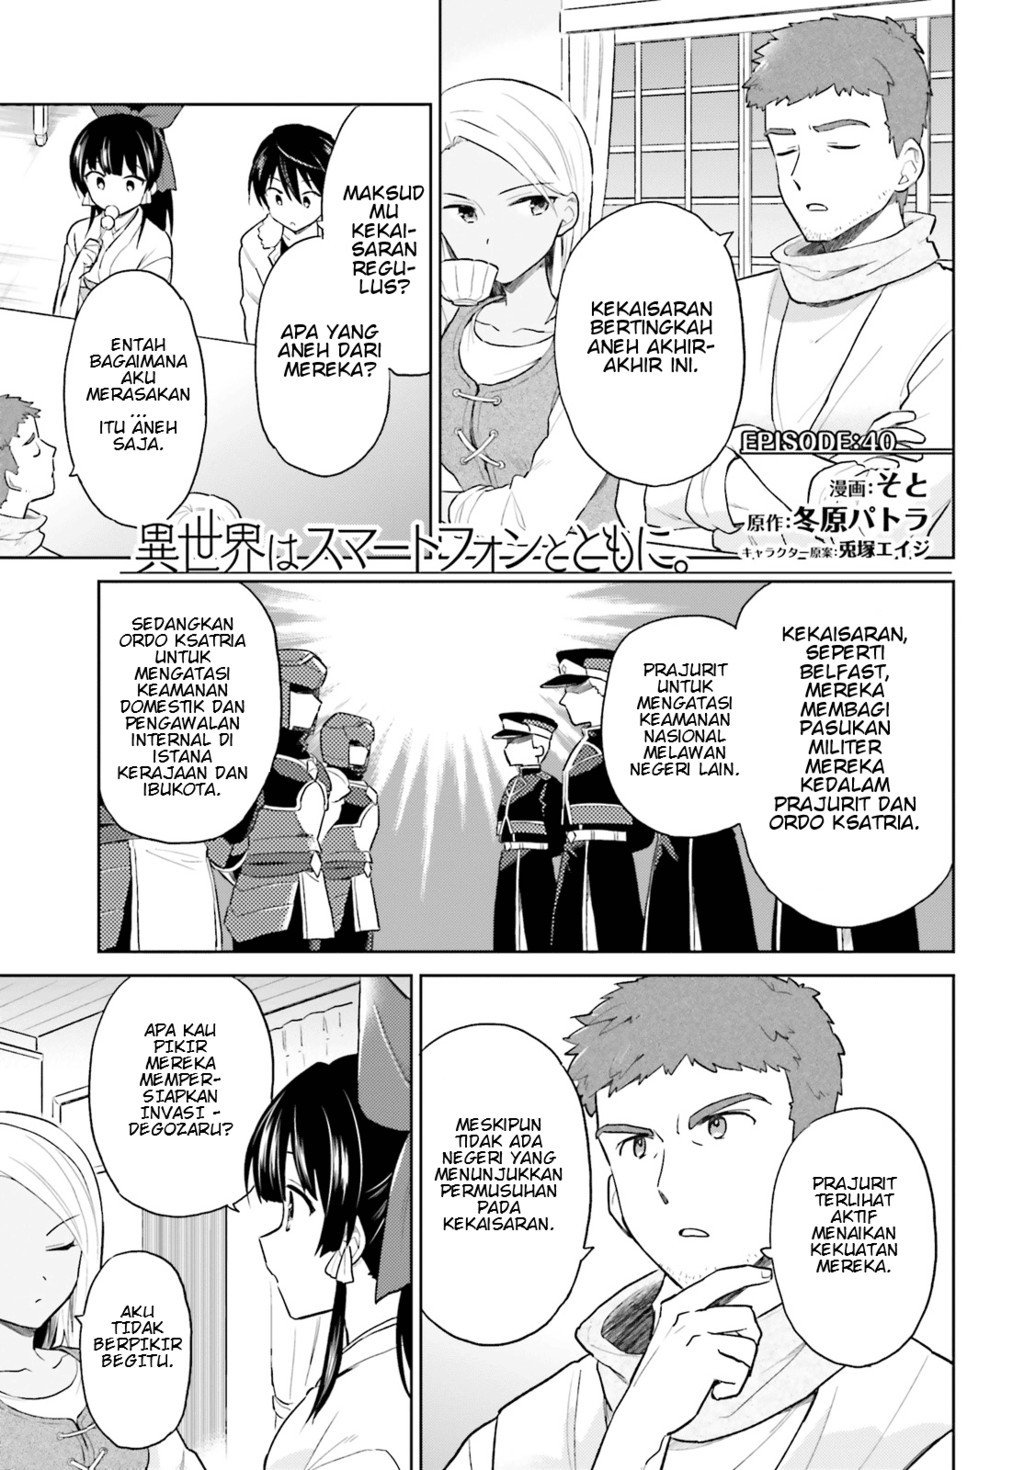 KEKAISARAN
BERTINGKAH
ANEH AKHIR-
AKHIR INI.
MAKSUD
MU
KEKAI-
SARAN
REGU-
LUS?
APA YANG
ANEH DARI
MEREKA?
ENTAH
BAGAIMANA
AKU
MERASAKAN
...
ITU ANEH
SAJA.
EPISODE:40
漫画:そと
原作:冬原パトラ
キャラクター原案:兎塚エイジ
異世界はスマートフォンとともに。
KEKAISARAN,
SEPERTI
BELFAST,
MEREKA
MEMBAGI
PASUKAN
MILITER
MEREKA
KEDALAM
PRAJURIT DAN
ORDO KSATRIA.
PRAJURIT
UNTUK
MENGATASI
KEAMANAN
NASIONAL
MELAWAN
NEGERI LAIN.
SEDANGKAN
ORDO KSATRIA
UNTUK
MENGATASI
KEAMANAN
DOMESTIK DAN
PENGAWALAN
INTERNAL DI
ISTANA
KERAJAAN DAN
IBUKOTA.
PRAJURIT
TERLIHAT
AKTIF
MENAIKAN
KEKUATAN
MEREKA.
MESKIPUN
TIDAK ADA
NEGERI YANG
MENUNJUKKAN
PERMUSUHAN
PADA
KEKAISARAN.
APA KAU
PIKIR
MEREKA
MEMPER-
SIAPKAN
INVASI -
DEGOZARU?
AKU
TIDAK
BERPIKIR
BEGITU.